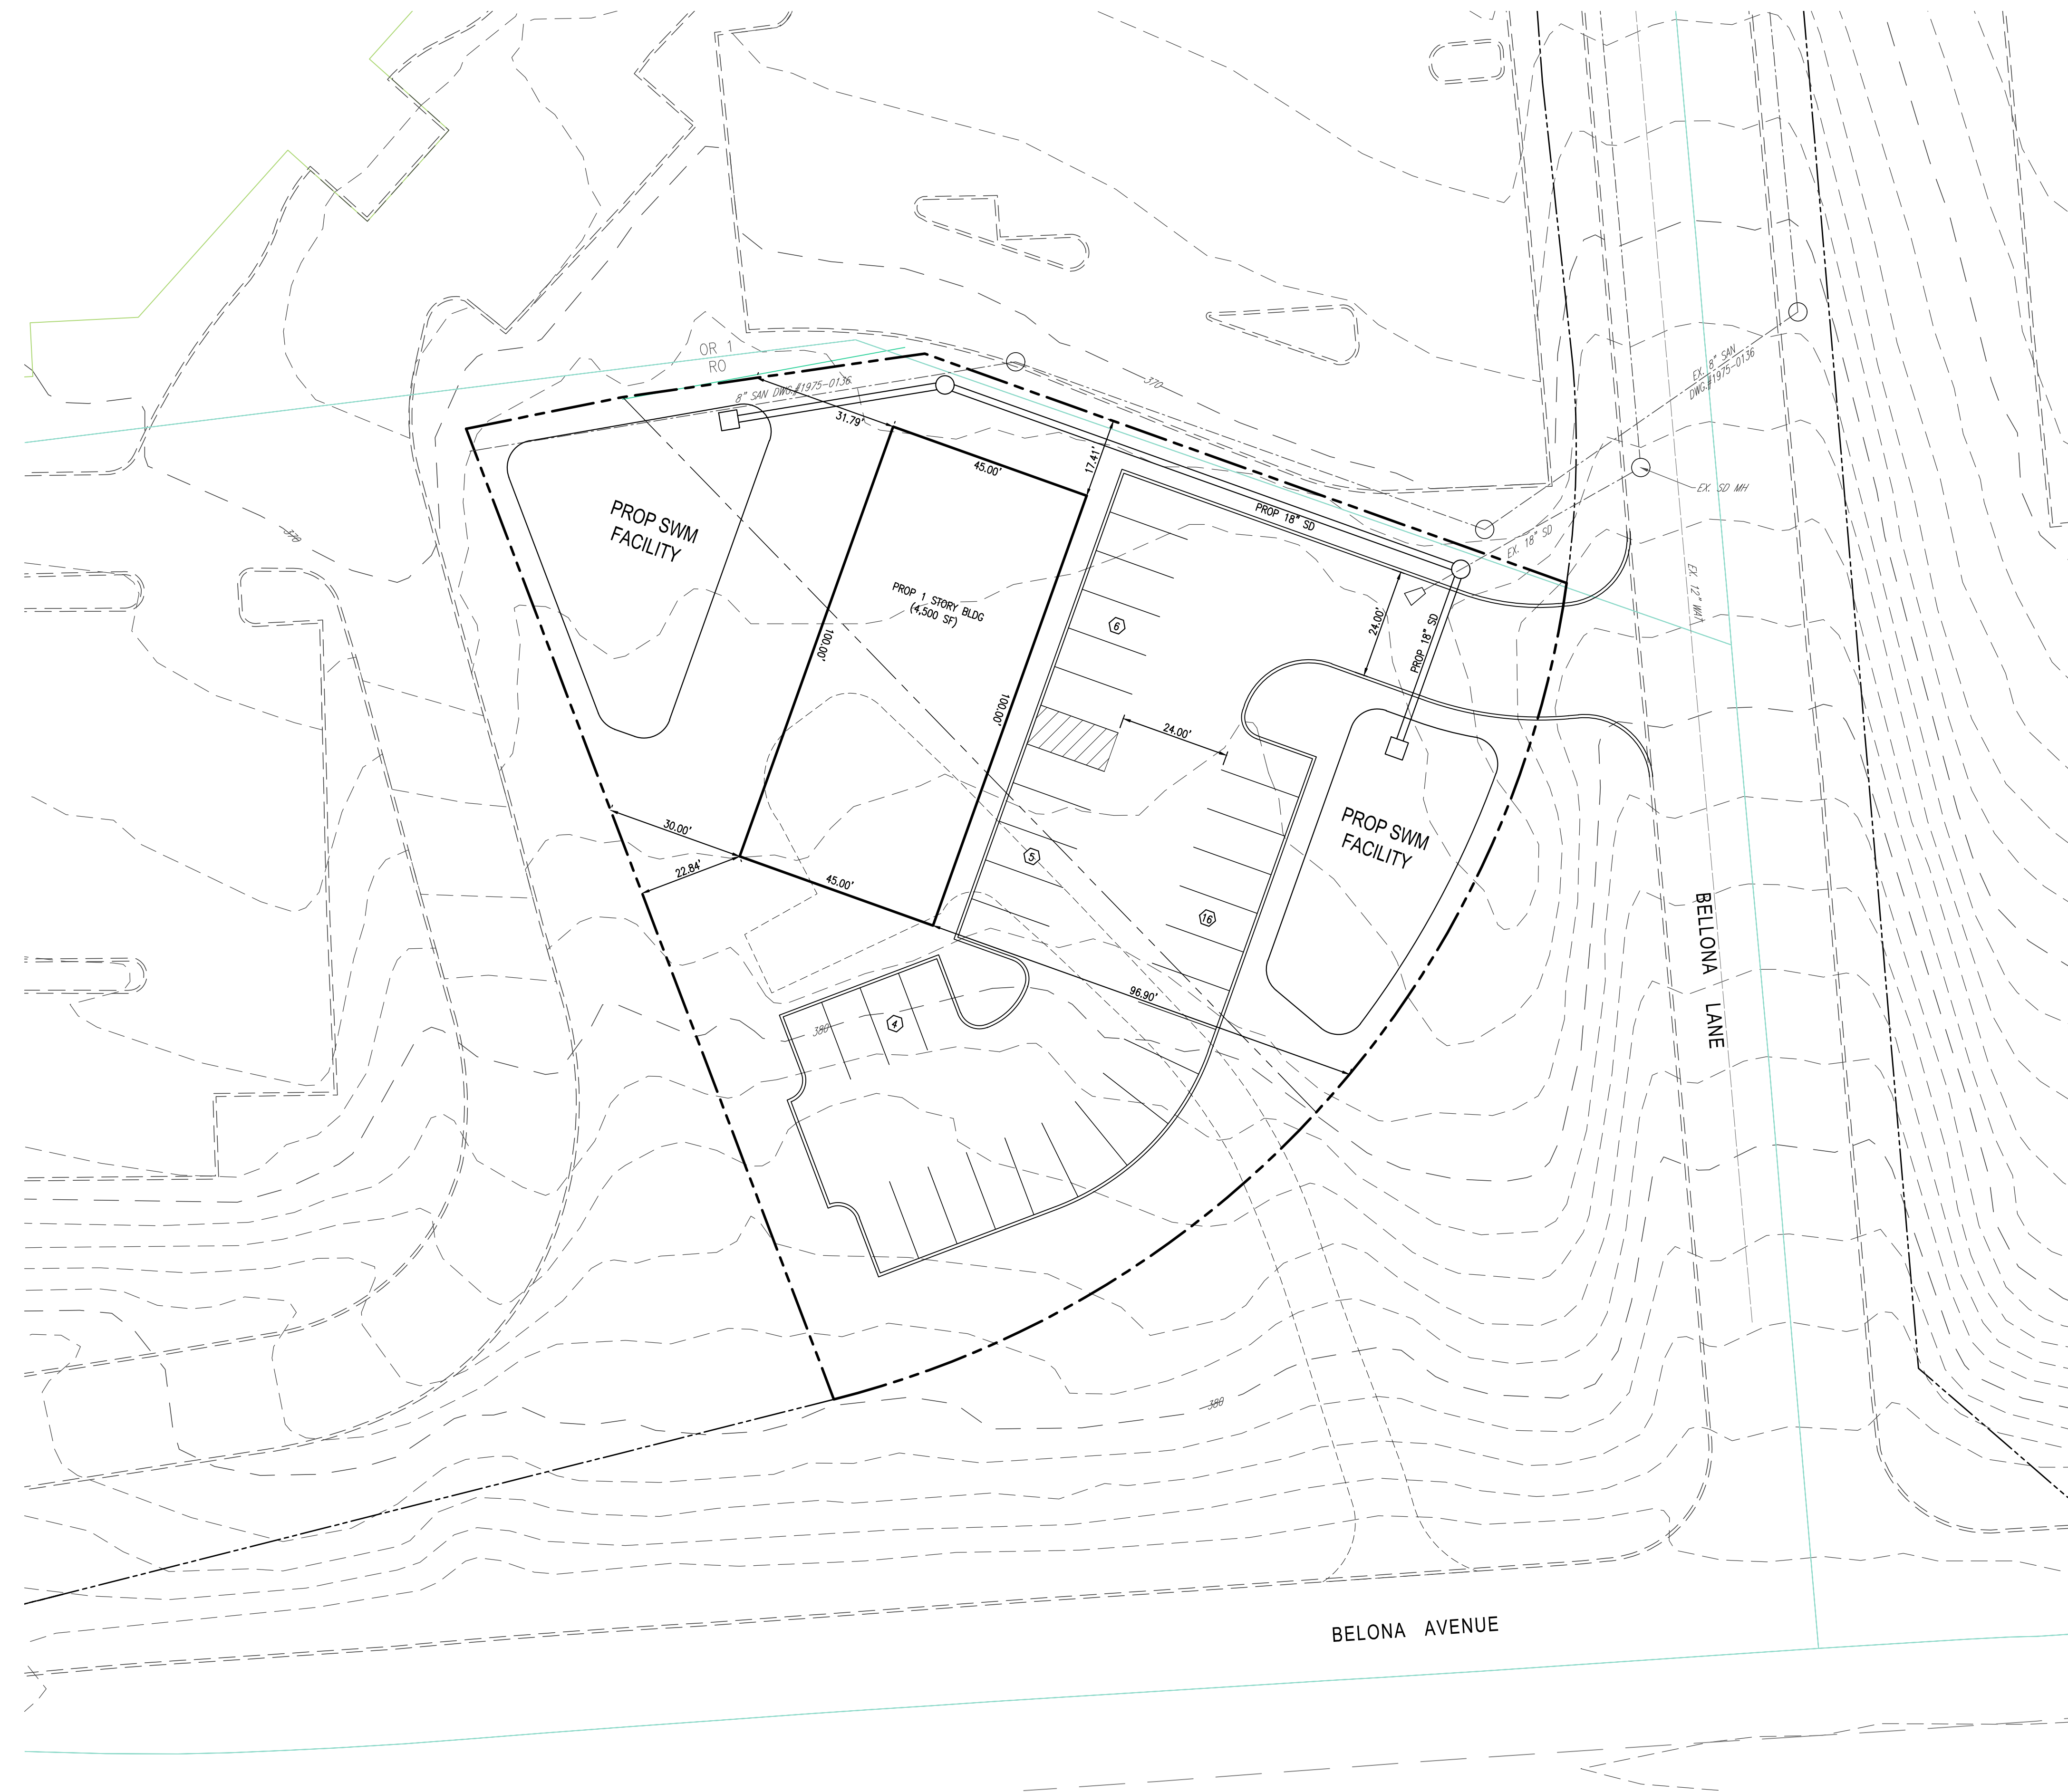 OR 1
RO
8" SAN DWG.#1975-0136
31.79'
45.00'
17.41'
370
EX. 8" SAN
DWG.#1975-0136
EX. SD MH
PROP 18" SD
EX. 18" SD
370
PROP SWM
FACILITY
PROP 1 STORY BLDG
(4,500 SF)
100.00'
100.00'
6
24.00'
PROP 18" SD
EX. 12" WAT
24.00'
30.00'
22.84'
45.00'
5
16
PROP SWM
FACILITY
BELLONA LANE
96.90'
4
380
380
BELONA AVENUE